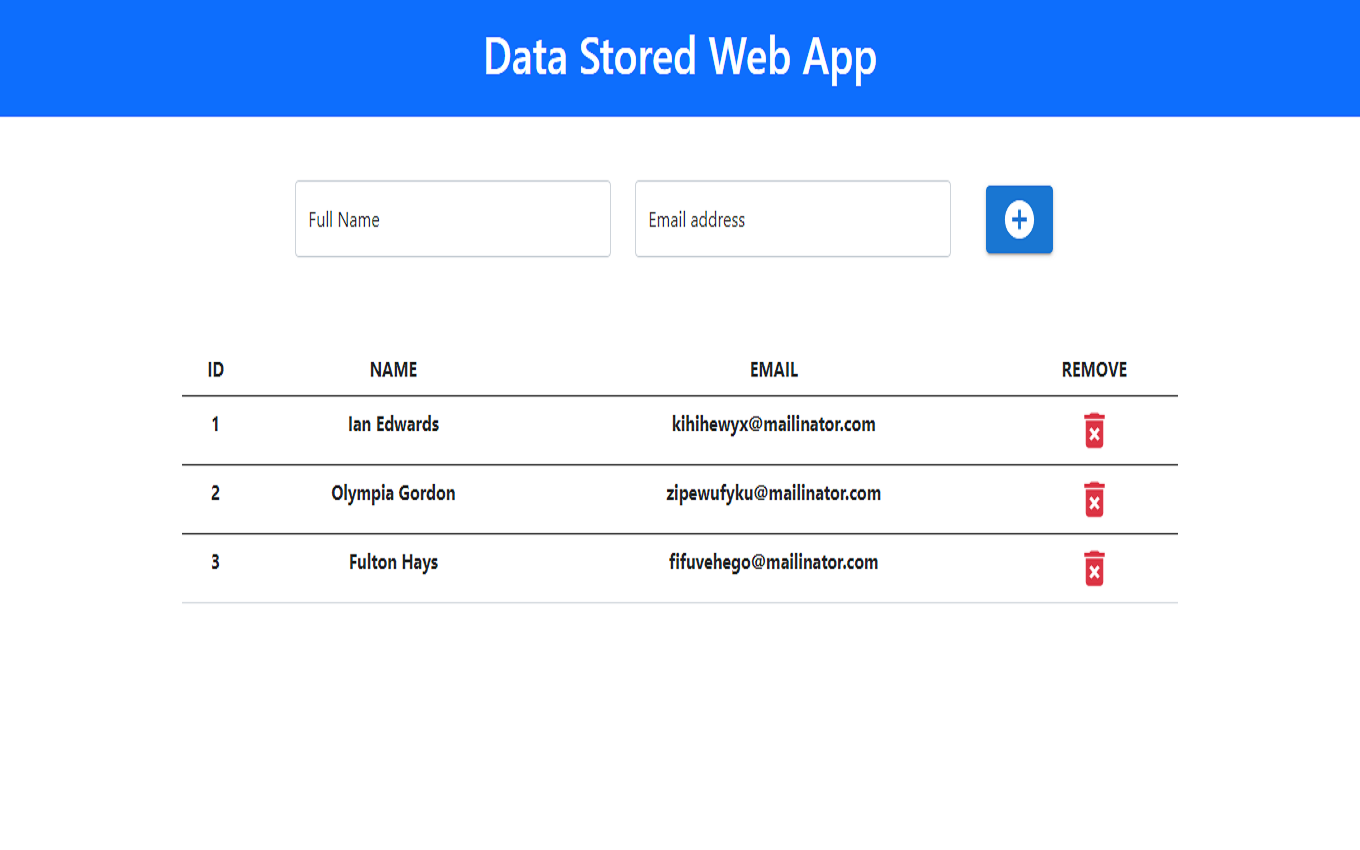 Data Stored Web App
Full Name Email address
ID NAME EMAIL REMOVE
1 Ian Edwards kihihewyx@mailinator.com
2 Olympia Gordon zipewufyku@mailinator.com
3 Fulton Hays fifuvehego@mailinator.com